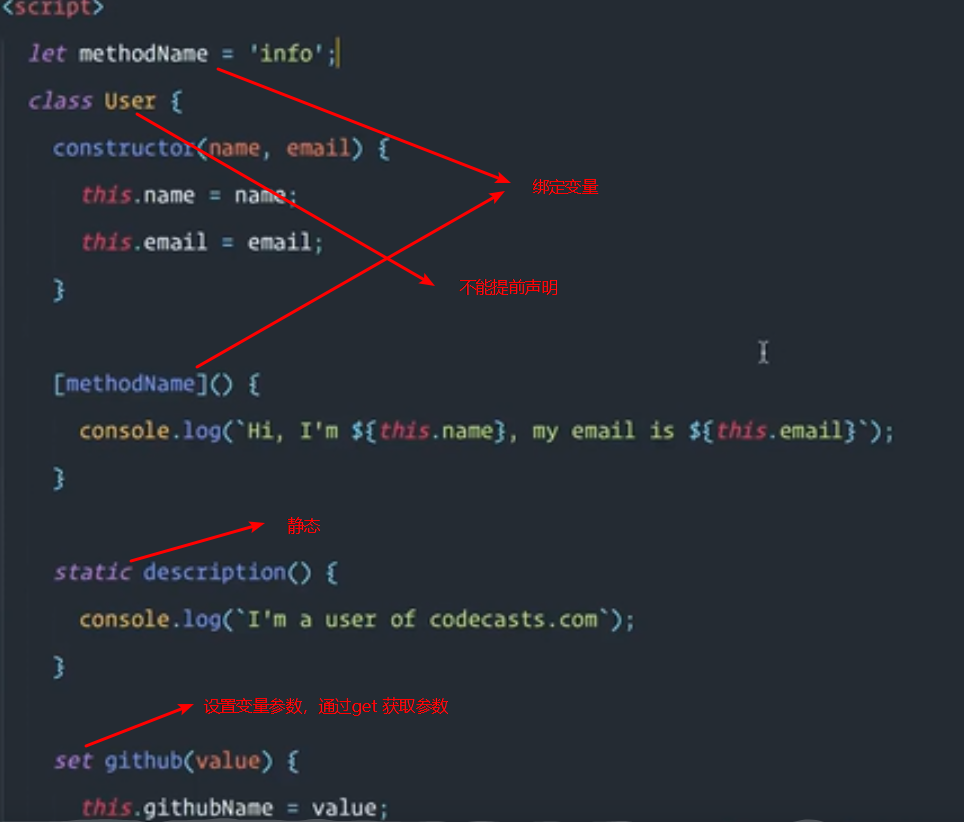 <script>
let methodName = 'info';
class User {
constructor(name, email) {
this.name = name;
绑定变量
this.email = email;
}
不能提前声明
[methodName]() {
console.log(`Hi, I'm ${this.name}, my email is ${this.email}`);
}
静态
static description() {
console.log(`I'm a user of codecasts.com`);
}
设置变量参数，通过get 获取参数
set github(value) {
this.githubName = value;